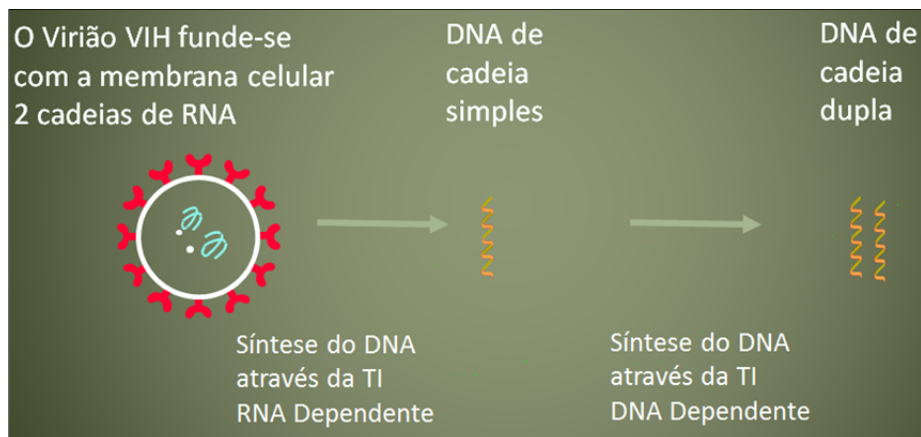 O Virião VIH funde-se
com a membrana celular
2 cadeias de RNA
DNA de
cadeia
simples
DNA de
cadeia
dupla
Síntese do DNA
através da TI
RNA Dependente
Síntese do DNA
através da TI
DNA Dependente